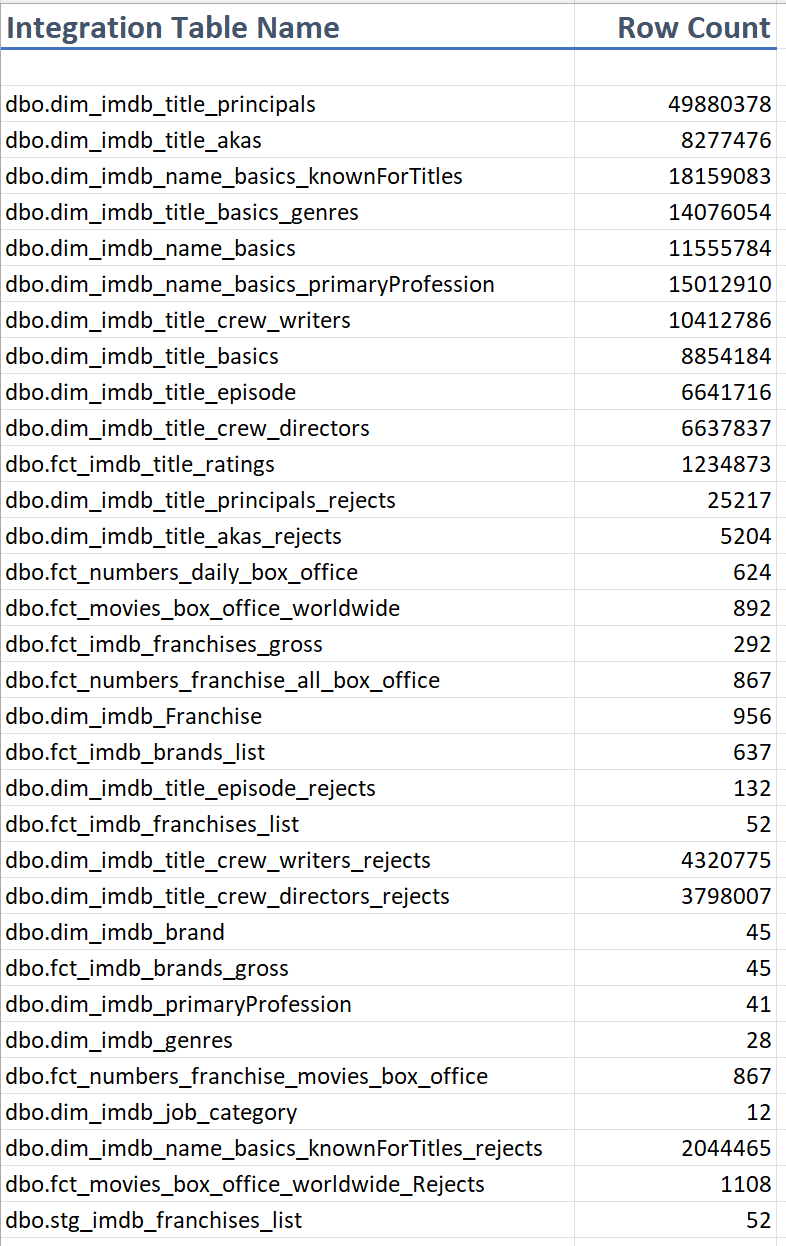 Integration Table Name Row Count
dbo.dim_imdb_title_principals 49880378
dbo.dim_imdb_title_akas 8277476
dbo.dim_imdb_name_basics_knownForTitles 18159083
dbo.dim_imdb_title_basics_genres 14076054
dbo.dim_imdb_name_basics 11555784
dbo.dim_imdb_name_basics_primaryProfession 15012910
dbo.dim_imdb_title_crew_writers 10412786
dbo.dim_imdb_title_basics 8854184
dbo.dim_imdb_title_episode 6641716
dbo.dim_imdb_title_crew_directors 6637837
dbo.fct_imdb_title_ratings 1234873
dbo.dim_imdb_title_principals_rejects 25217
dbo.dim_imdb_title_akas_rejects 5204
dbo.fct_numbers_daily_box_office 624
dbo.fct_movies_box_office_worldwide 892
dbo.fct_imdb_franchises_gross 292
dbo.fct_numbers_franchise_all_box_office 867
dbo.dim_imdb_Franchise 956
dbo.fct_imdb_brands_list 637
dbo.dim_imdb_title_episode_rejects 132
dbo.fct_imdb_franchises_list 52
dbo.dim_imdb_title_crew_writers_rejects 4320775
dbo.dim_imdb_title_crew_directors_rejects 3798007
dbo.dim_imdb_brand 45
dbo.fct_imdb_brands_gross 45
dbo.dim_imdb_primaryProfession 41
dbo.dim_imdb_genres 28
dbo.fct_numbers_franchise_movies_box_office 867
dbo.dim_imdb_job_category 12
dbo.dim_imdb_name_basics_knownForTitles_rejects 2044465
dbo.fct_movies_box_office_worldwide_Rejects 1108
dbo.stg_imdb_franchises_list 52